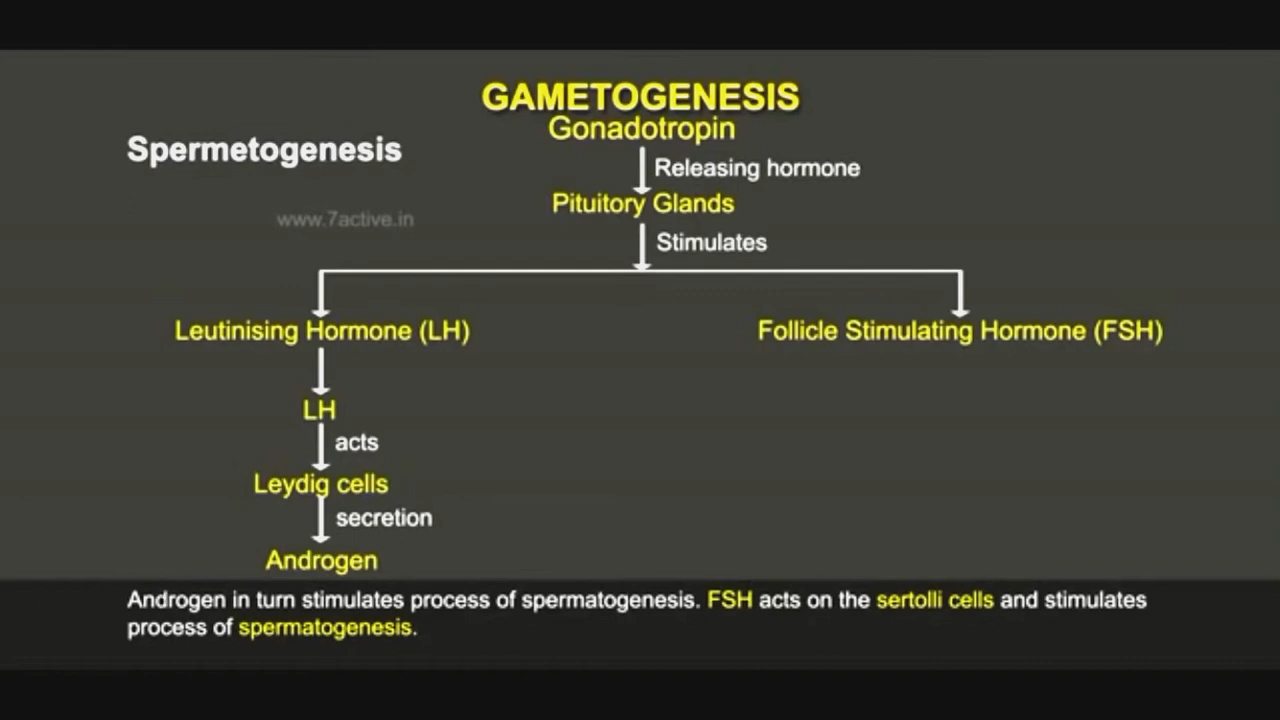 GAMETOGENESIS
Gonadotropin
Spermetogenesis
Releasing hormone
Pituitory Glands
www.7active.in
Stimulates
Leutinising Hormone (LH)
Follicle Stimulating Hormone (FSH)
LH
acts
Leydig cells
secretion
Androgen
Androgen in turn stimulates process of spermatogenesis. FSH acts on the sertolli cells and stimulates
process of spermatogenesis.